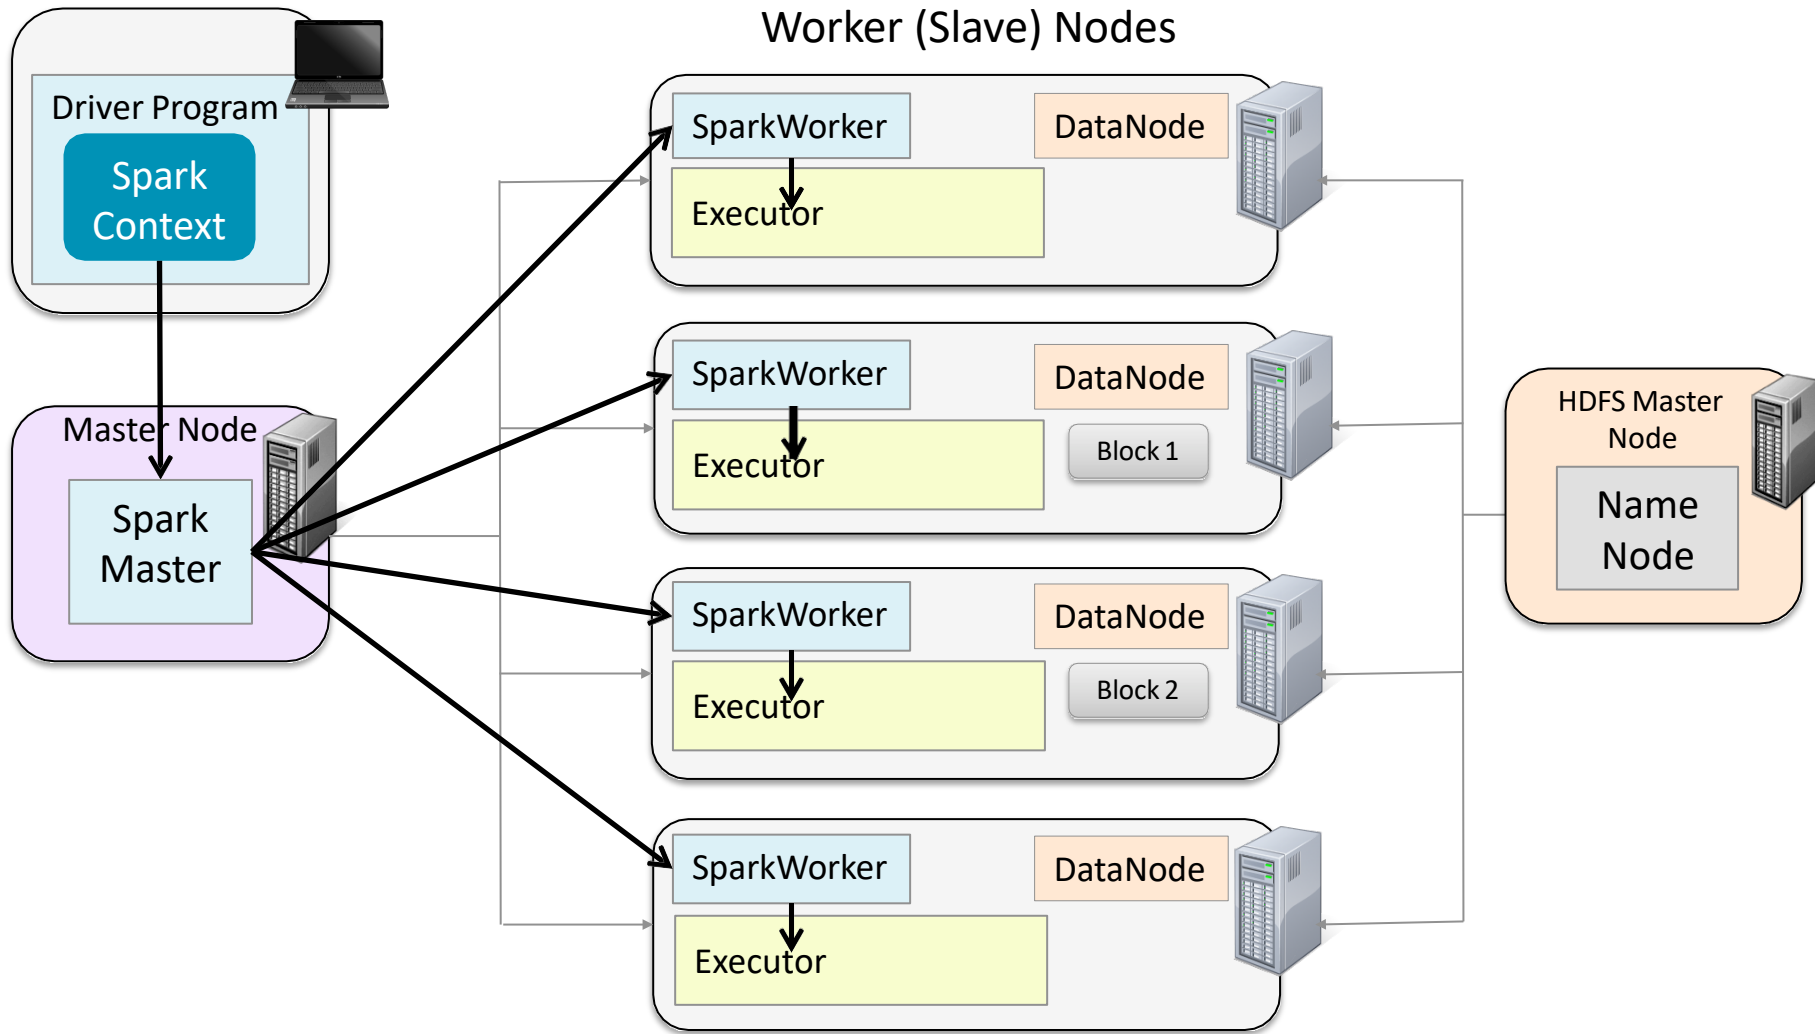 Worker (Slave) Nodes
Driver Program
Spark
Context
Master Node
Spark
Master
SparkWorker
DataNode
Executor
SparkWorker
DataNode
Executor
Block 1
SparkWorker
DataNode
Executor
Block 2
SparkWorker
DataNode
Executor
HDFS Master
Node
Name
Node